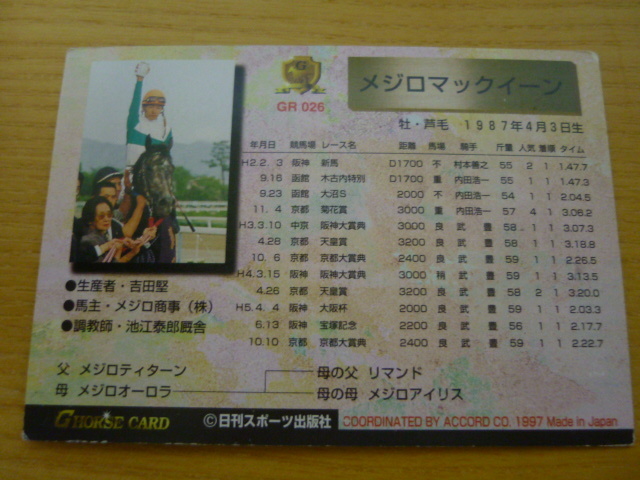 G
GR 026
メジロマックイーン
牡・芦毛 1987年4月3日生
年月日 競馬場 レース名 距離 馬場 騎手 斤量 人気 着順 タイム
H2.2. 3 阪神 新馬 D1700 不 村本善之 55 2 1 1.47.7
9.16 函館 木古内特別 D1700 重 内田浩一 55 1 1 1.47.3
9.23 函館 大沼S 2000 不 内田浩一 54 1 1 2.04.5
11. 4 京都 菊花賞 3000 重 内田浩一 57 4 1 3.06.2
H3.3.10 中京 阪神大賞典 3000 良 武 豊 58 1 3.07.3
4.28 京都 天皇賞 3200 良 武 豊 58 1 1 3.18.8
10. 6 京都 京都大賞典 2400 良 武 豊 59 1 1 2.26.5
H4.3.15 阪神 阪神大賞典 3000 稍 武 豊 59 1 1 3.13.5
4.26 京都 天皇賞 3200 良 武 豊 58 2 1 3.20.0
H5.4. 4 阪神 大阪杯 2000 良 武 豊 59 1 1 2.03.3
6.13 阪神 宝塚記念 2200 良 武 豊 56 1 1 2.17.7
10.10 京都 京都大賞典 2400 良 武 豊 59 1 1 2.22.7
●生産者・吉田堅
●馬主・メジロ商事（株）
●調教師・池江泰郎厩舎
父 メジロティターン 母の父 リマンド
母 メジロオーロラ 母の母 メジロアイリス
G HORSE CARD ©日刊スポーツ出版社 COORDINATED BY ACCORD CO. 1997 Made in Japan